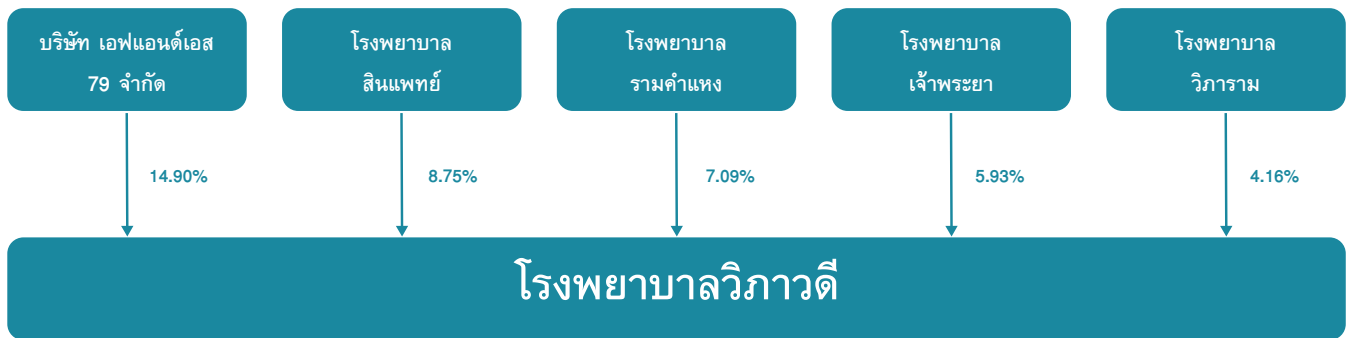 บริษัท เอฟแอนด์เอส
79 จำกัด
โรงพยาบาล
สินแพทย์
โรงพยาบาล
รามคำแหง
โรงพยาบาล
เจ้าพระยา
โรงพยาบาล
วิภาราม
14.90%
8.75%
7.09%
5.93%
4.16%
โรงพยาบาลวิภาวดี